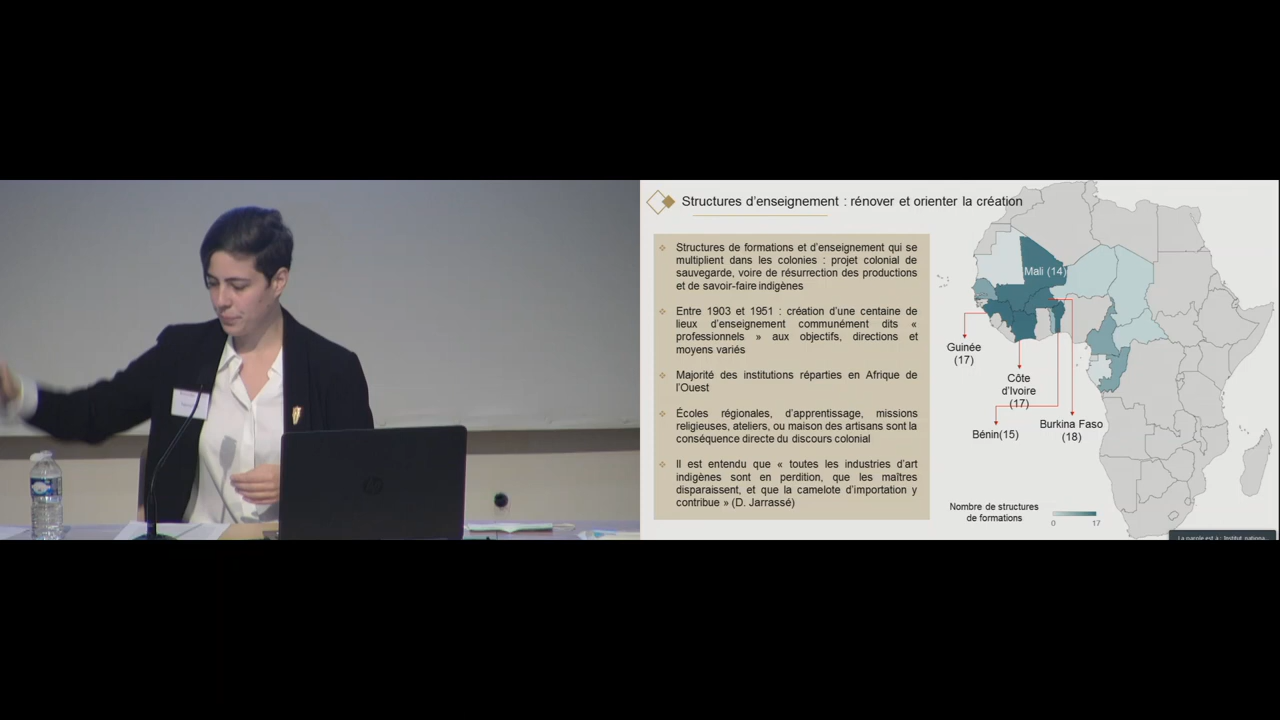 Structures d’enseignement : rénover et orienter la création
Structures de formations et d’enseignement qui se
multiplient dans les colonies : projet colonial de
sauvegarde, voire de résurrection des productions
et de savoir-faire indigènes
Entre 1903 et 1951 : création d’une centaine de
lieux d’enseignement communément dits «
professionnels » aux objectifs, directions et
moyens variés
Majorité des institutions réparties en Afrique de
l’Ouest
Écoles régionales, d’apprentissage, missions
religieuses, ateliers, ou maison des artisans sont la
conséquence directe du discours colonial
Il est entendu que « toutes les industries d’art
indigènes sont en perdition, que les maîtres
disparaissent, et que la camelote d’importation y
contribue » (D. Jarrassé)
Mali (14)
Guinée
(17)
Côte
d’Ivoire
(17)
Bénin(15)
Burkina Faso
(18)
Nombre de structures
de formations
0 17
La parole est à : Institut nationa...